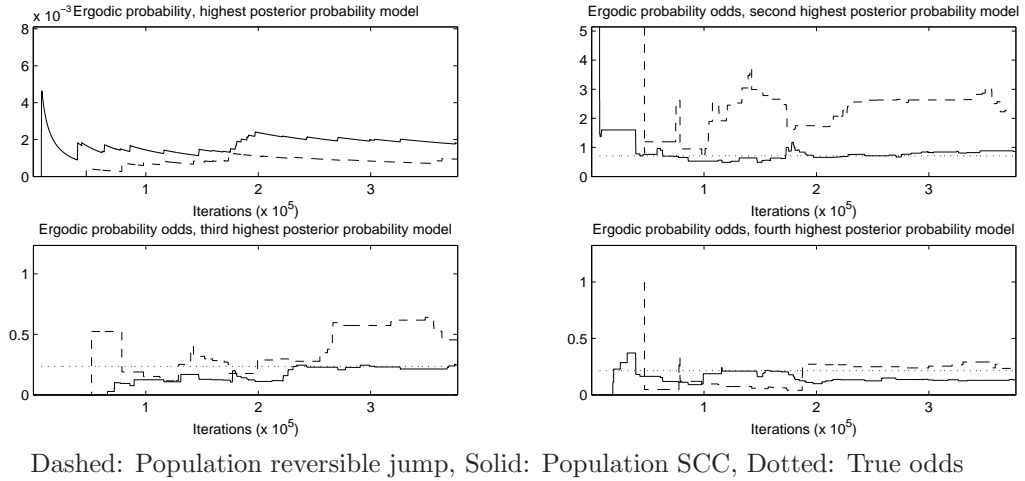 x 10⁻³ Ergodic probability, highest posterior probability model
8
6
4
2
0
1 2 3
Iterations (x 10⁵)
Ergodic probability odds, second highest posterior probability model
5
4
3
2
1
0
1 2 3
Iterations (x 10⁵)
Ergodic probability odds, third highest posterior probability model
1
0.5
0
1 2 3
Iterations (x 10⁵)
Ergodic probability odds, fourth highest posterior probability model
1
0.5
0
1 2 3
Iterations (x 10⁵)
Dashed: Population reversible jump, Solid: Population SCC, Dotted: True odds